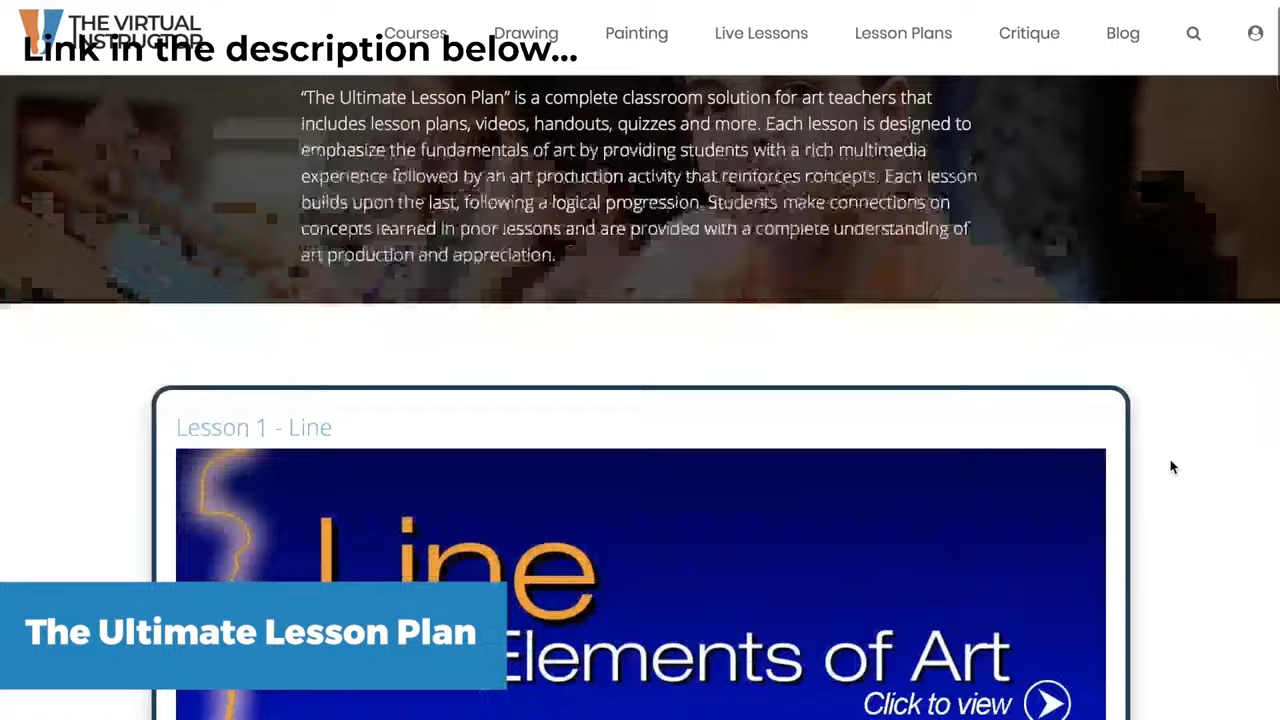 THE VIRTUAL
INSTRUCTOR
Courses Drawing Painting Live Lessons Lesson Plans Critique Blog
Link in the description below...
“The Ultimate Lesson Plan” is a complete classroom solution for art teachers that
includes lesson plans, videos, handouts, quizzes and more. Each lesson is designed to
emphasize the fundamentals of art by providing students with a rich multimedia
experience followed by an art production activity that reinforces concepts. Each lesson
builds upon the last, following a logical progression. Students make connections on
concepts learned in poor lessons and are provided with a complete understanding of
art production and appreciation.
Lesson 1 - Line
Line
Elements of Art
Click to view
The Ultimate Lesson Plan